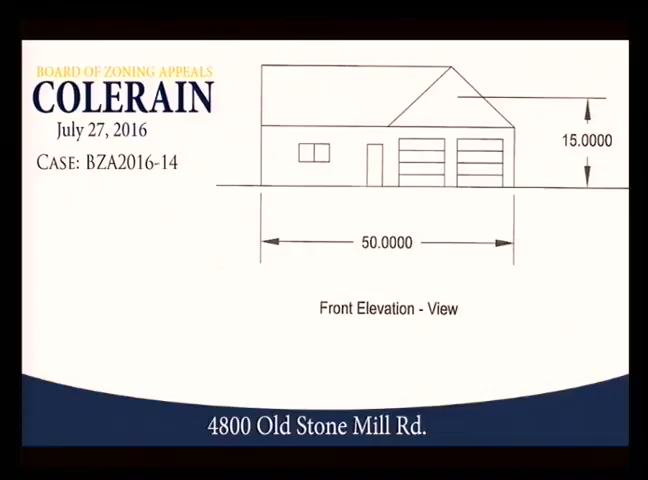 BOARD OF ZONING APPEALS
COLERAIN
July 27, 2016
CASE: BZA2016-14
15.0000
50.0000
Front Elevation - View
4800 Old Stone Mill Rd.